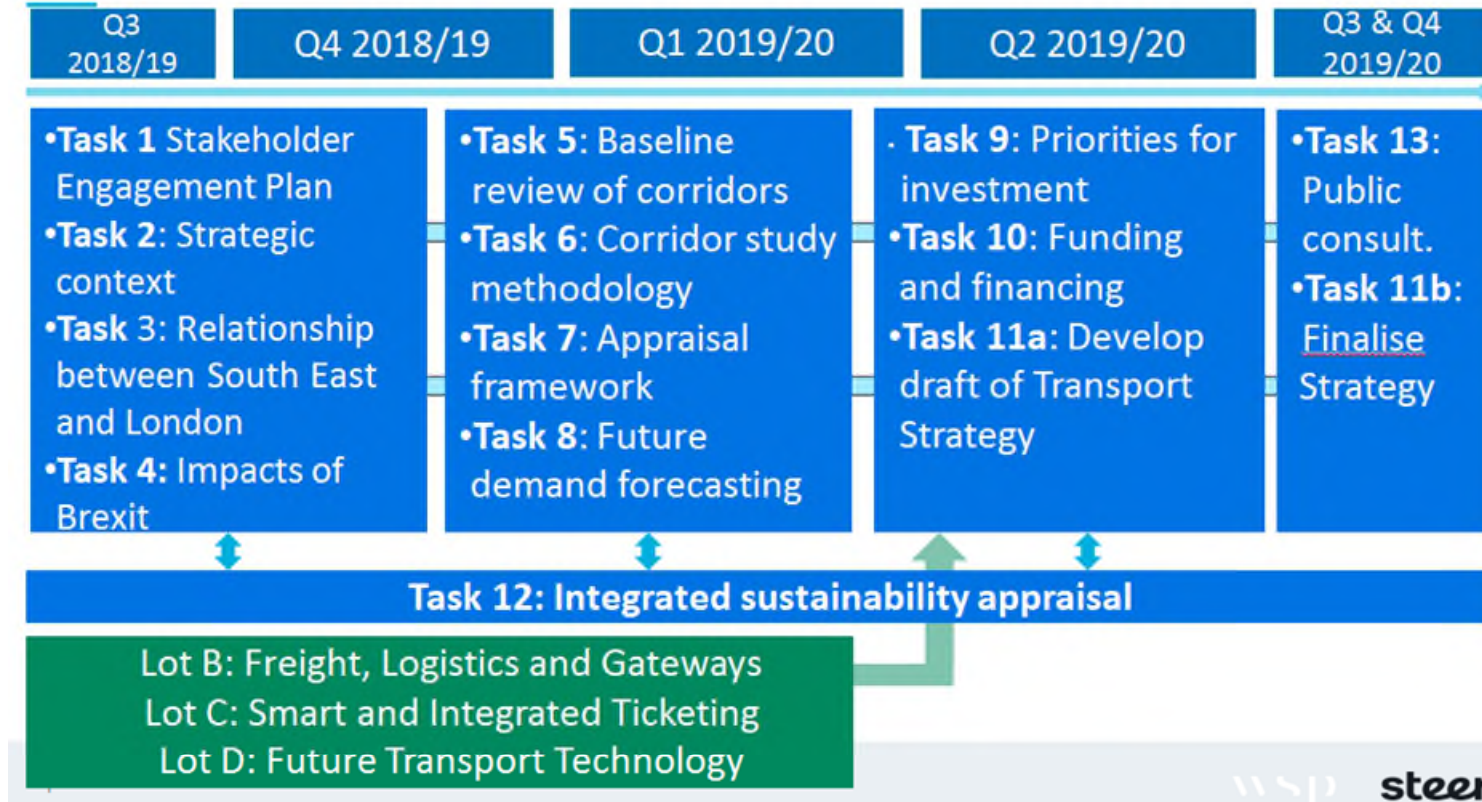 Q3
2018/19
Q4 2018/19
Q1 2019/20
Q2 2019/20
Q3 & Q4
2019/20
•Task 1 Stakeholder
Engagement Plan
•Task 2: Strategic
context
•Task 3: Relationship
between South East
and London
•Task 4: Impacts of
Brexit
•Task 5: Baseline
review of corridors
•Task 6: Corridor study
methodology
•Task 7: Appraisal
framework
•Task 8: Future
demand forecasting
· Task 9: Priorities for
investment
•Task 10: Funding
and financing
•Task 11a: Develop
draft of Transport
Strategy
•Task 13:
Public
consult.
•Task 11b:
Finalise
Strategy
Task 12: Integrated sustainability appraisal
Lot B: Freight, Logistics and Gateways
Lot C: Smart and Integrated Ticketing
Lot D: Future Transport Technology
wsp steer